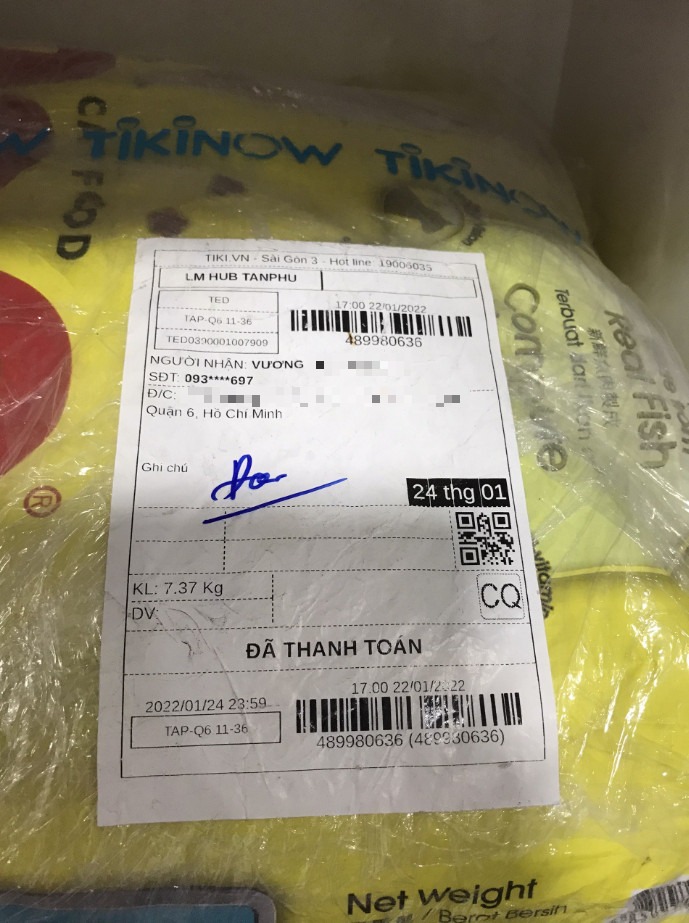 TIKINOW TIKINOW
CAT FOOD
TIKI.VN - Sài Gòn 3 - Hot line 19006035
LM HUB TANPHU
TED
TAP-Q6 11-36
TED0300001007909
17:00 22/01/2022
489980636
NGƯỜI NHẬN: VƯƠNG
SĐT: 093****697
Đ/C:
Quận 6, Hồ Chí Minh
Ghi chú
24 thg 01
KL: 7.37 Kg
DV:
CQ
ĐÃ THANH TOÁN
2022/01/24 23:59
TAP-Q6 11-36
17:00 22/01/2022
489980636 (489980636)
Real Fish
®
Net Weight
/ Berat Bersih